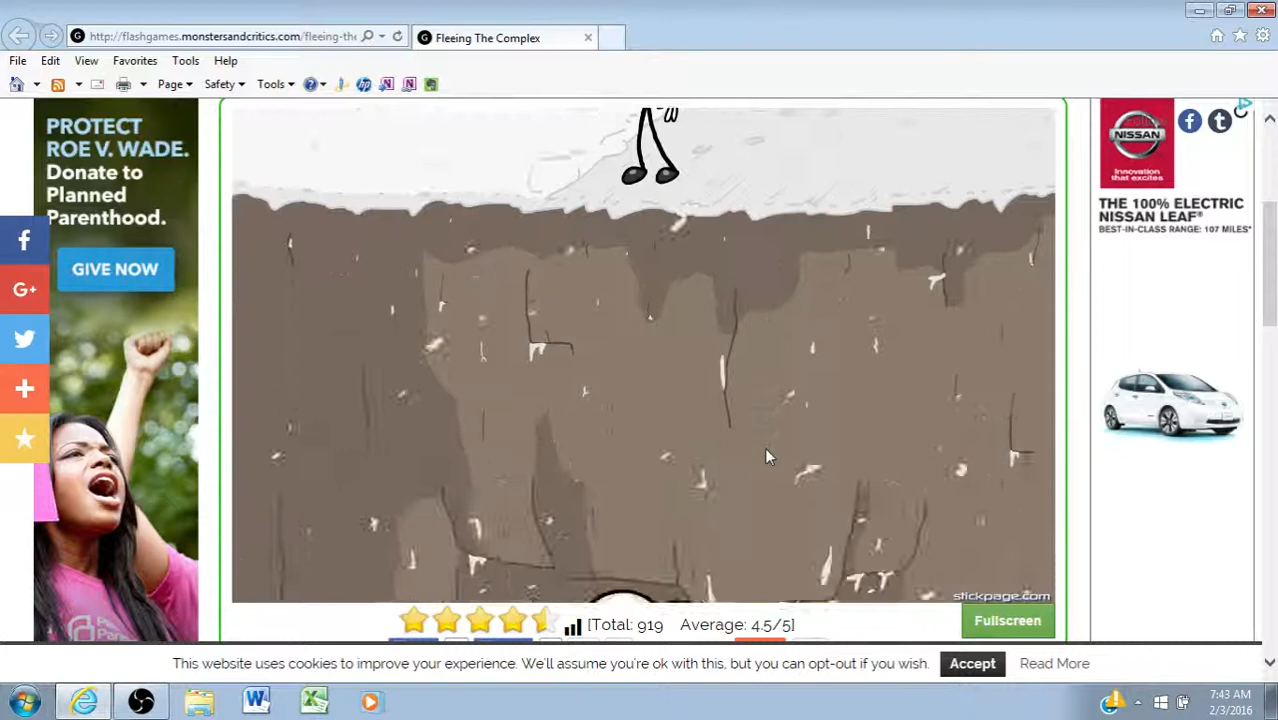 http://flashgames.monstersandcritics.com/fleeing-the
Fleeing The Complex
File Edit View Favorites Tools Help
Page Safety Tools
PROTECT
ROE V. WADE.
Donate to
Planned
Parenthood.
GIVE NOW
NISSAN
Innovation
that excites
THE 100% ELECTRIC
NISSAN LEAF®
BEST-IN-CLASS RANGE: 107 MILES*
stickpage.com
[Total: 919 Average: 4.5/5]
Fullscreen
This website uses cookies to improve your experience. We'll assume you're ok with this, but you can opt-out if you wish. Accept Read More
7:43 AM
2/3/2016